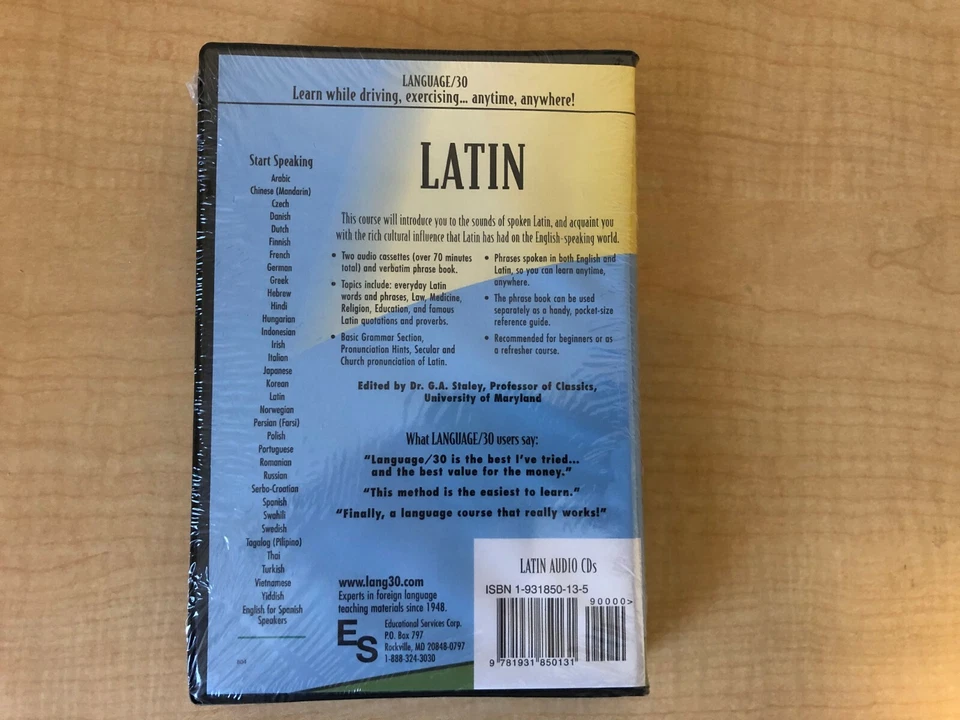 LANGUAGE/30
Learn while driving, exercising... anytime, anywhere!
LATIN
This course will introduce you to the sounds of spoken Latin, and acquaint you
with the rich cultural influence that Latin has had on the English-speaking world.
Start Speaking
Arabic
Chinese (Mandarin)
Czech
Danish
Dutch
Finnish
French
German
Greek
Hebrew
Hindi
Hungarian
Indonesian
Irish
Italian
Japanese
Korean
Latin
Norwegian
Persian (Farsi)
Polish
Portuguese
Romanian
Russian
Serbo-Croatian
Spanish
Swahili
Swedish
Tagalog (Pilipino)
Thai
Turkish
Vietnamese
Yiddish
English for Spanish
Speakers
804
• Two audio cassettes (over 70 minutes
total) and verbatim phrase book.
• Topics include: everyday Latin
words and phrases, Law, Medicine,
Religion, Education, and famous
Latin quotations and proverbs.
• Basic Grammar Section,
Pronunciation Hints, Secular and
Church pronunciation of Latin.
• Phrases spoken in both English and
Latin, so you can learn anytime,
anywhere.
• The phrase book can be used
separately as a handy, pocket-size
reference guide.
• Recommended for beginners or as
a refresher course.
Edited by Dr. G.A. Staley, Professor of Classics,
University of Maryland
What LANGUAGE/30 users say:
“Language/30 is the best I’ve tried...
and the best value for the money.”
“This method is the easiest to learn.”
“Finally, a language course that really works!”
www.lang30.com
Experts in foreign language
teaching materials since 1948.
ES
Educational Services Corp.
P.O. Box 797
Rockville, MD 20848-0797
1-888-324-3030
LATIN AUDIO CDs
ISBN 1-931850-13-5
90000>
9 781931 850131